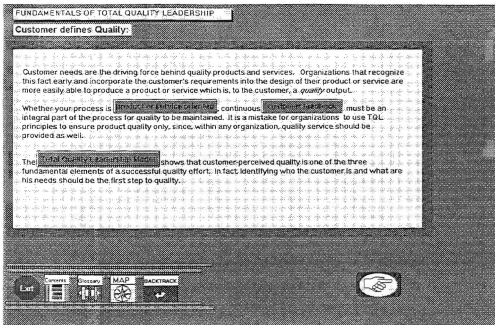 FUNDAMENTALS OF TOTAL QUALITY LEADERSHIP
Customer defines Quality:
Customer needs are the driving force behind quality products and services. Organizations that recognize
this fact early and incorporate the customer's requirements into the design of their product or service are
more easily able to produce a product or service which is, to the customer, a quality output.
Whether your process is product or service oriented, continuous customer feedback must be an
integral part of the process for quality to be maintained. It is a mistake for organizations to use TQL
principles to ensure product quality only, since, within any organization, quality service should be
provided as well.
The Total Quality Leadership Model shows that customer-perceived quality is one of the three
fundamental elements of a successful quality effort. In fact, identifying who the customer is and what are
his needs should be the first step to quality.
Exit Contents Glossary MAP BACKTRACK